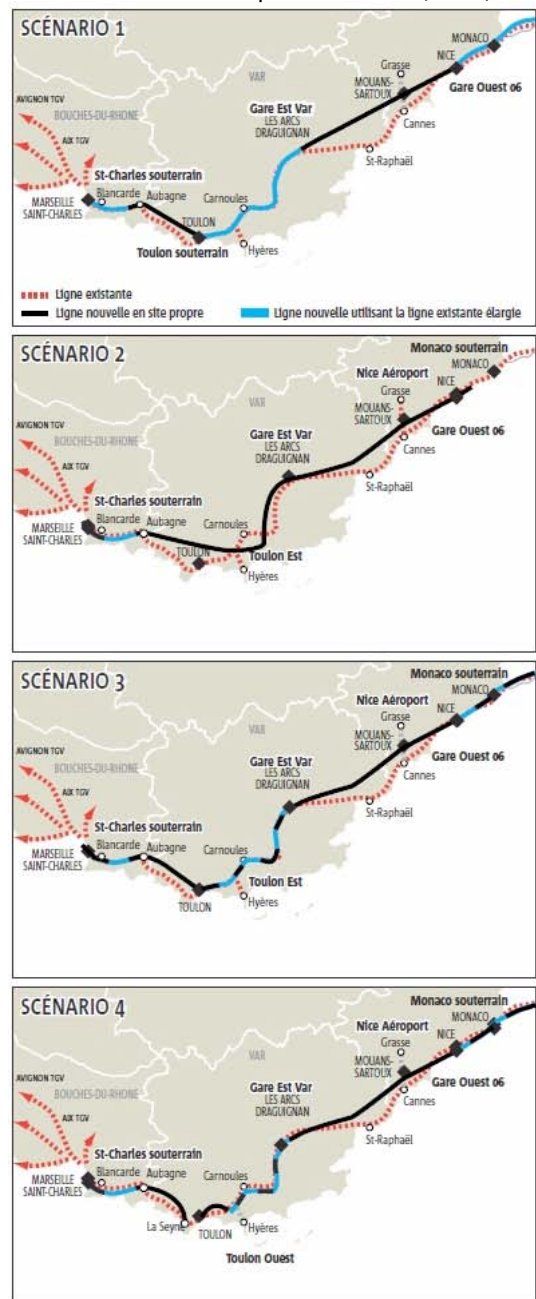 SCÉNARIO 1
MONACO
NICE
Grasse
VAR
MOUANS-
SARTOUX
Gare Ouest 06
AVIGNON TGV
BOUCHES-DU-RHONE
Gare Est Var
LES ARCS
DRAGUIGNAN
Cannes
AIX TGV
St-Raphaël
St-Charles souterrain
Blancarde
Aubagne
Carnoules
MARSEILLE
SAINT-CHARLES
TOULON
Toulon souterrain
Hyères
Ligne existante
Ligne nouvelle en site propre
Ligne nouvelle utilisant la ligne existante élargie
SCÉNARIO 2
Monaco souterrain
MONACO
Nice Aéroport
NICE
Grasse
VAR
MOUANS-
SARTOUX
Gare Ouest 06
AVIGNON TGV
BOUCHES-DU-RHONE
Gare Est Var
LES ARCS
DRAGUIGNAN
Cannes
AIX TGV
St-Raphaël
St-Charles souterrain
Blancarde
Aubagne
Carnoules
MARSEILLE
SAINT-CHARLES
TOULON
Toulon Est
Hyères
SCÉNARIO 3
Monaco souterrain
MONACO
Nice Aéroport
NICE
Grasse
VAR
MOUANS-
SARTOUX
Gare Ouest 06
AVIGNON TGV
BOUCHES-DU-RHONE
Gare Est Var
LES ARCS
DRAGUIGNAN
Cannes
AIX TGV
St-Raphaël
St-Charles souterrain
Blancarde
Aubagne
Carnoules
MARSEILLE
SAINT-CHARLES
Toulon Est
TOULON
Hyères
SCÉNARIO 4
Monaco souterrain
MONACO
Nice Aéroport
NICE
Grasse
VAR
MOUANS-
SARTOUX
Gare Ouest 06
AVIGNON TGV
BOUCHES-DU-RHONE
Gare Est Var
LES ARCS
DRAGUIGNAN
Cannes
AIX TGV
St-Raphaël
St-Charles souterrain
Blancarde
Aubagne
Carnoules
MARSEILLE
SAINT-CHARLES
La Seyne
TOULON
Hyères
Toulon Ouest